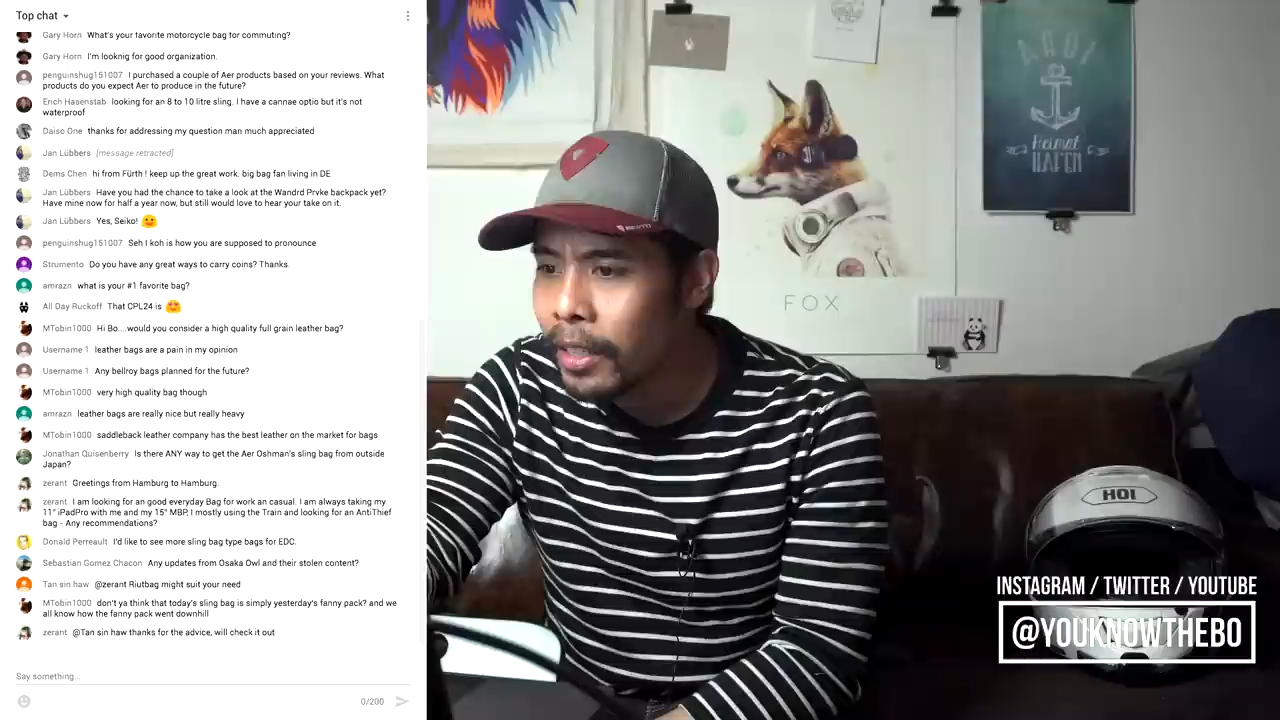 Top chat
Gary Horn What's your favorite motorcycle bag for commuting?
Gary Horn I'm looknig for good organization.
penguinshug151007 I purchased a couple of Aer products based on your reviews. What
products do you expect Aer to produce in the future?
Erich Hasenstab looking for an 8 to 10 litre sling. I have a cannae optio but it's not
waterproof
Daiso One thanks for addressing my question man much appreciated
Jan Lübbers [message retracted]
Dems Chen hi from Fürth ! keep up the great work. big bag fan living in DE
Jan Lübbers Have you had the chance to take a look at the Wandrd Prvke backpack yet?
Have mine now for half a year now, but still would love to hear your take on it.
Jan Lübbers Yes, Seiko!
penguinshug151007 Seh I koh is how you are supposed to pronounce
Strumento Do you have any great ways to carry coins? Thanks.
amrazn what is your #1 favorite bag?
All Day Ruckoff That CPL24 is
MTobin1000 Hi Bo....would you consider a high quality full grain leather bag?
Username 1 leather bags are a pain in my opinion
Username 1 Any bellroy bags planned for the future?
MTobin1000 very high quality bag though
amrazn leather bags are really nice but really heavy
MTobin1000 saddleback leather company has the best leather on the market for bags
Jonathan Quisenberry Is there ANY way to get the Aer Oshman's sling bag from outside
Japan?
zerant Greetings from Hamburg to Hamburg.
zerant I am looking for an good everyday Bag for work an casual. I am always taking my
11" iPadPro with me and my 15" MBP. I mostly using the Train and looking for an AntiThief
bag - Any recommendations?
Donald Perreault I'd like to see more sling bag type bags for EDC.
Sebastian Gomez Chacon Any updates from Osaka Owl and their stolen content?
Tan sin haw @zerant Riutbag might suit your need
MTobin1000 don't ya think that today's sling bag is simply yesterday's fanny pack? and we
all know how the fanny pack went downhill
zerant @Tan sin haw thanks for the advice, will check it out
Say something...
0/200
FOX
AHOI
Heimat
HAFEN
SHOEI
INSTAGRAM / TWITTER / YOUTUBE
@YOUKNOWTHEBO